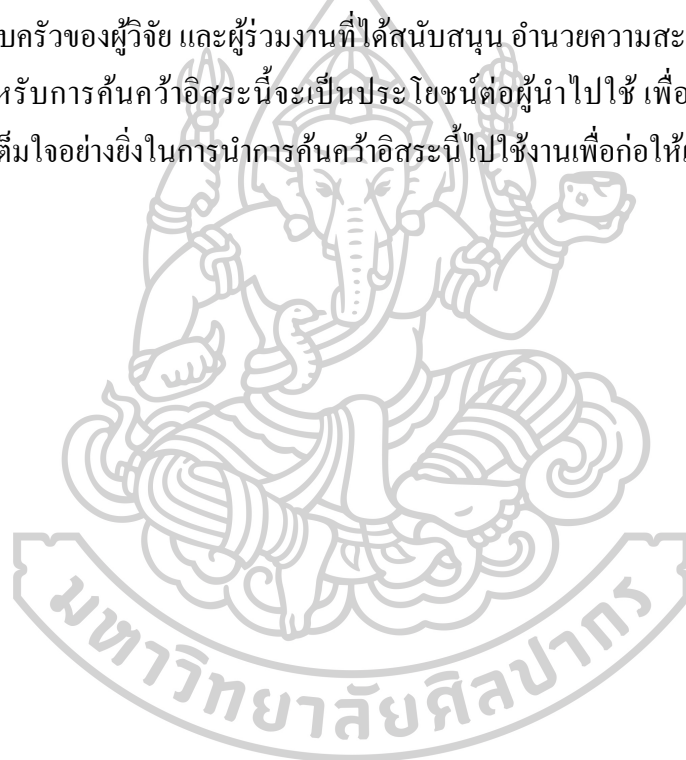 บครัวของผู้วิจัย และผู้ร่วมงานที่ได้สนับสนุน อำนวยความสะ
หรับการค้นคว้าอิสระนี้จะเป็นประโยชน์ต่อผู้นำไปใช้ เพื่อ
ต็มใจอย่างยิ่งในการนำการค้นคว้าอิสระนี้ไปใช้งานเพื่อก่อให้
มหาวิทยาลัยศิลปากร